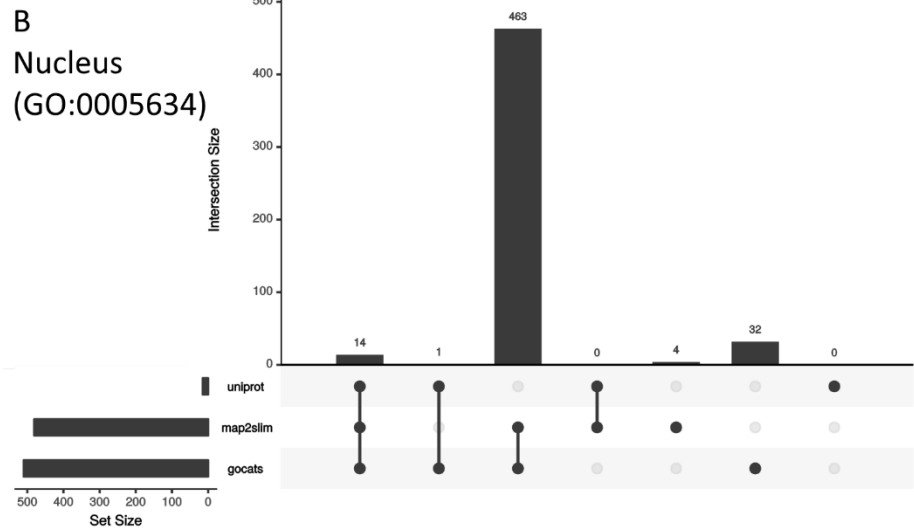 B
Nucleus
(GO:0005634)
Intersection Size
500
400
300
200
100
0
14
1
463
0
4
32
0
uniprot
map2slim
gocats
500 400 300 200 100 0
Set Size